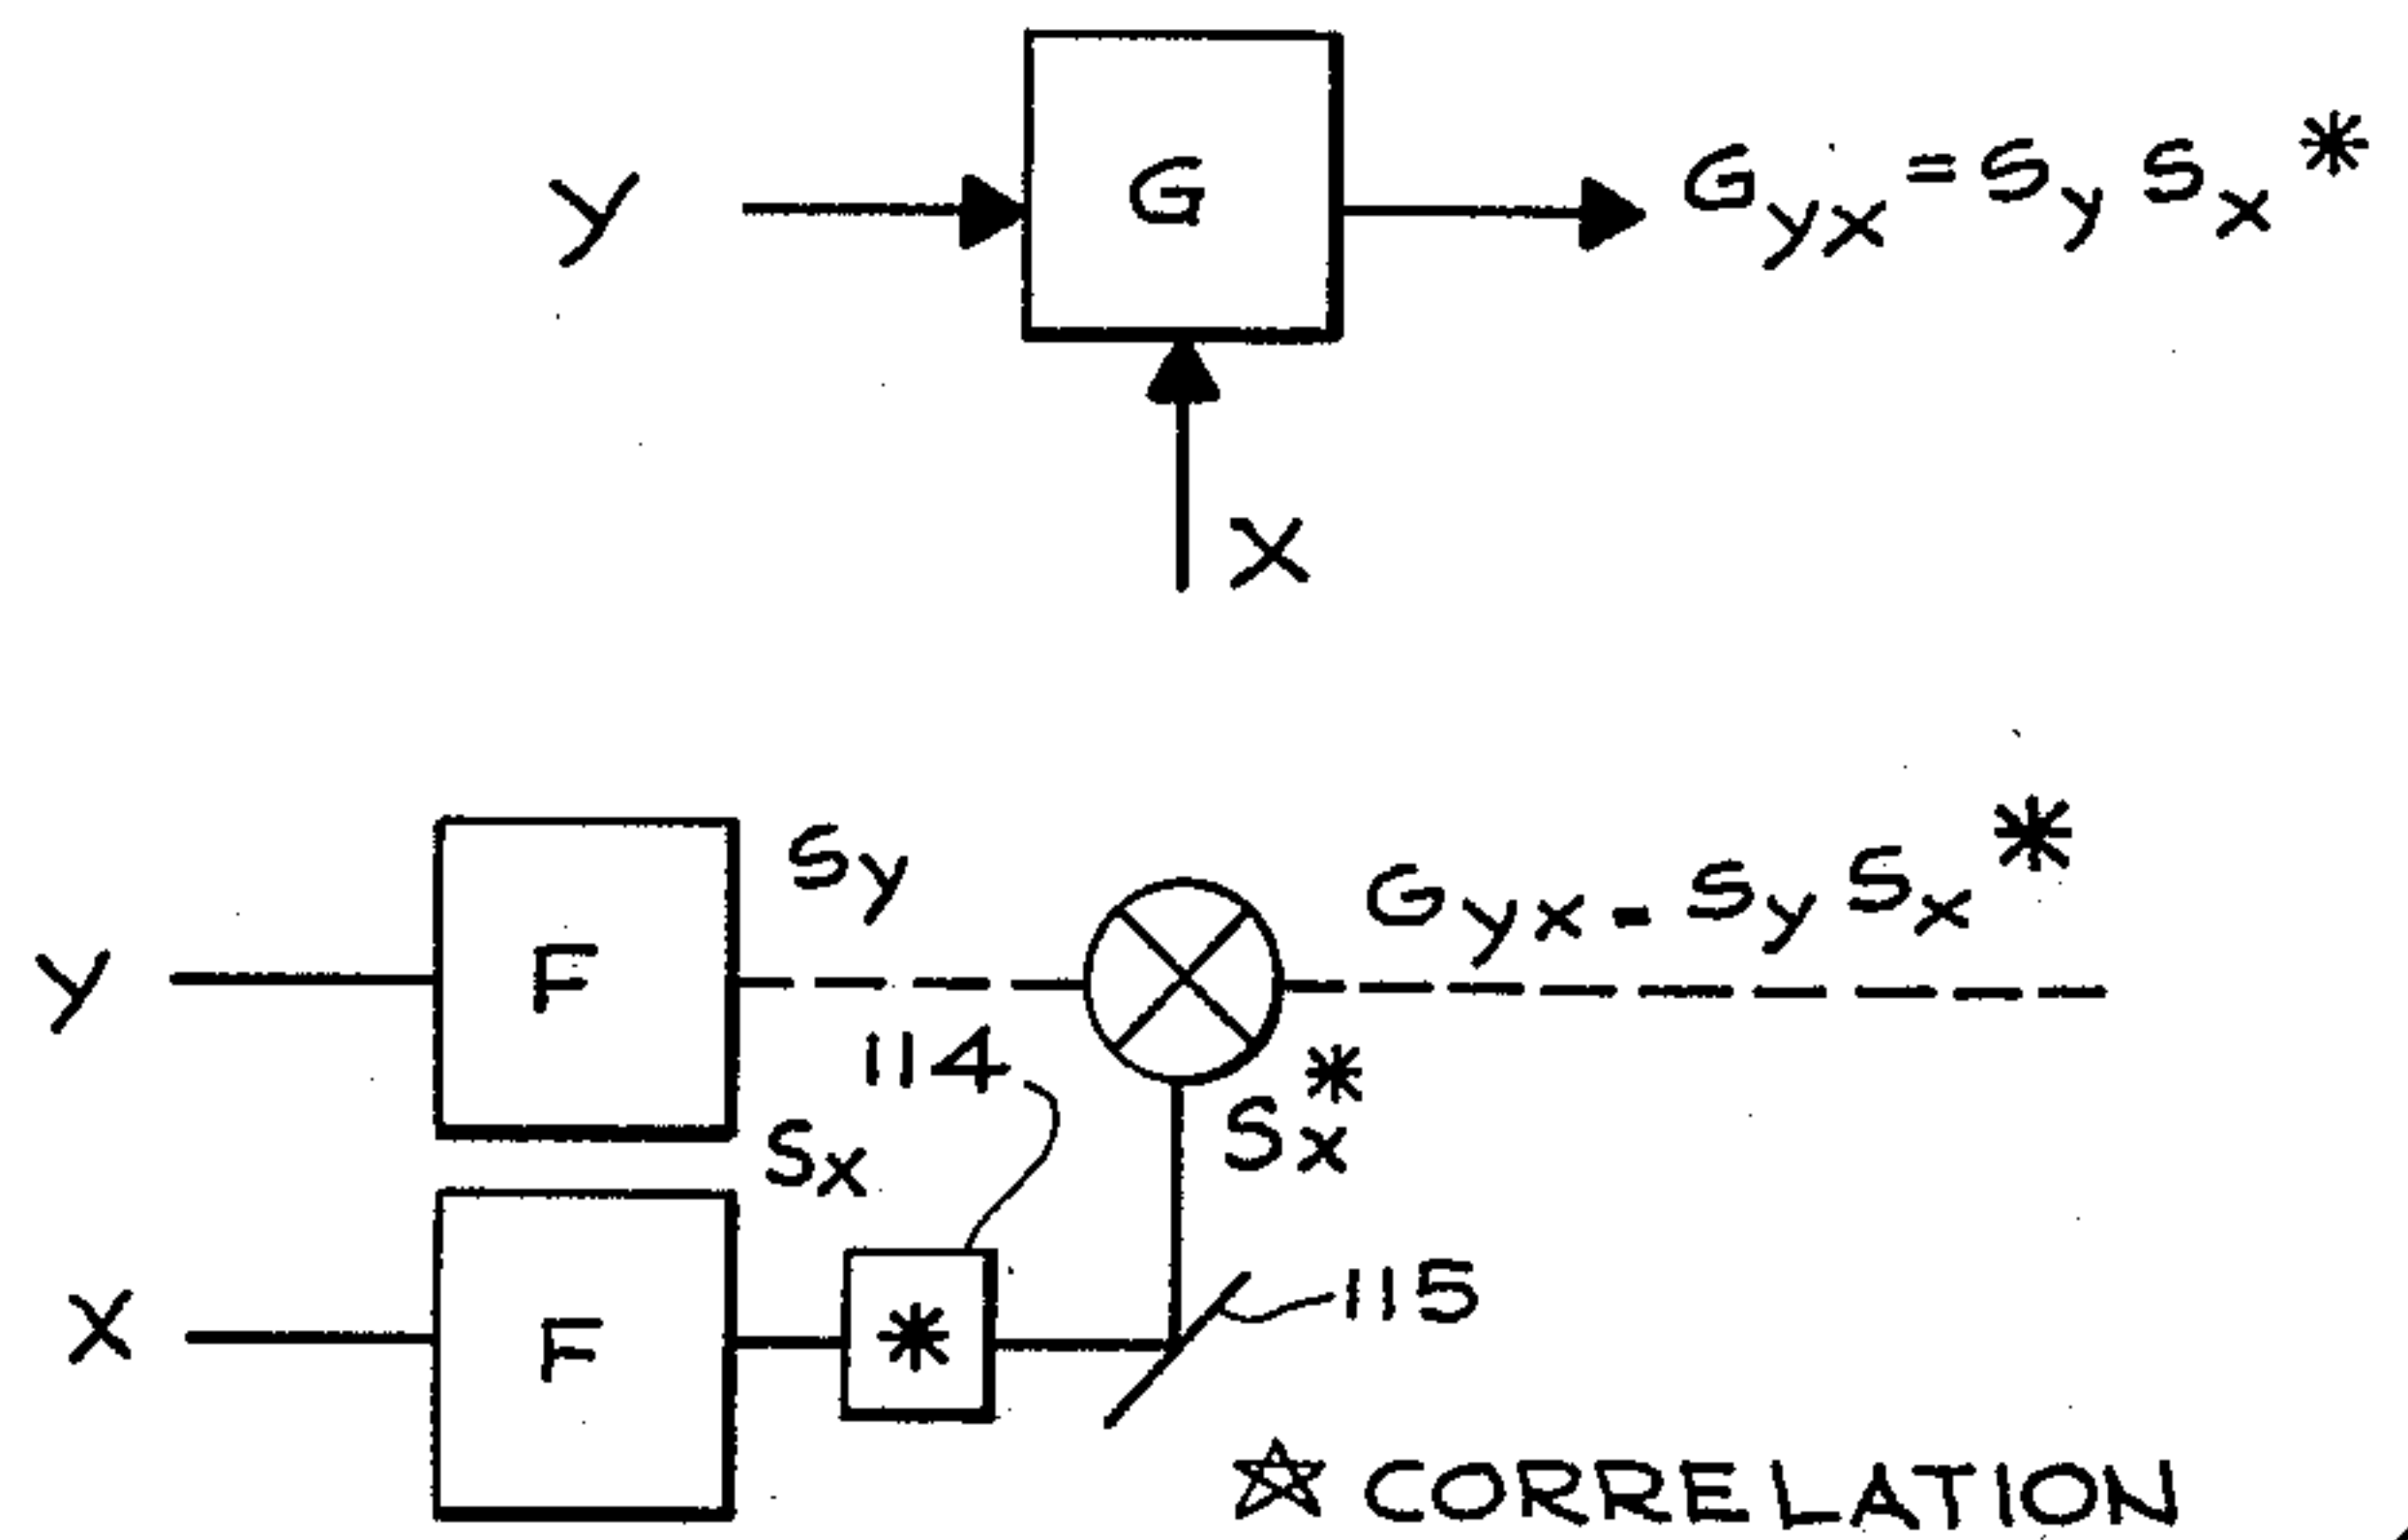 Y
G
Gyx = Sy Sx*
X
Sy
Gyx = Sy Sx*
Y
F
114
Sx*
Sx
X
F
*
115
☆ CORRELATION